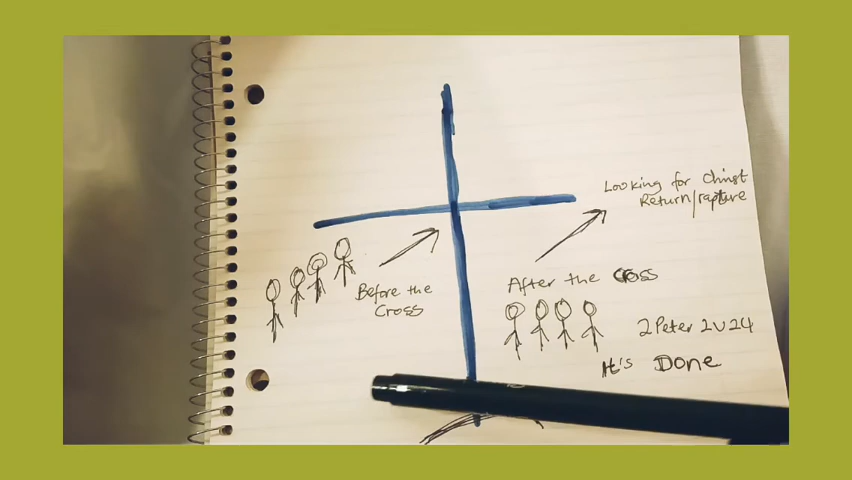 Looking for Christ
Return/rapture
Before the
Cross
After the Cross
2 Peter 2v24
It's Done